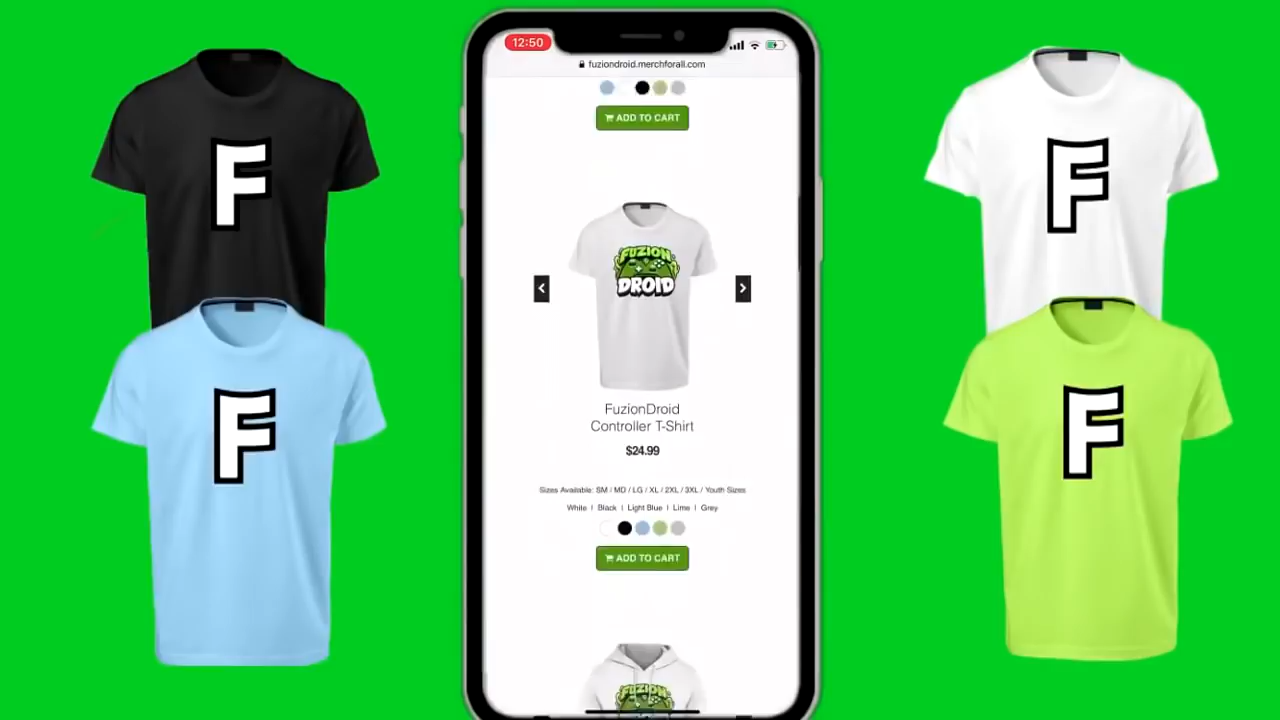 12:50
fuziondroid.merchforall.com
ADD TO CART
F
F
FUZION
DROID
FuzionDroid
Controller T-Shirt
$24.99
F
F
Sizes Available: SM / MD / LG / XL / 2XL / 3XL / Youth Sizes
White | Black | Light Blue | Lime | Grey
ADD TO CART
FUZION